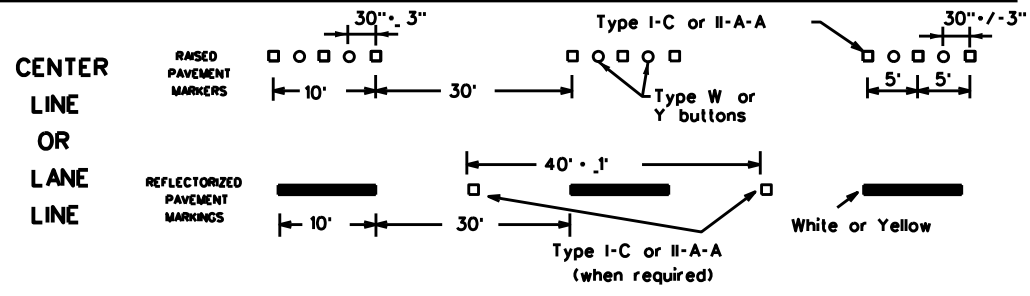 CENTER
LINE
OR
LANE
LINE
RAISED
PAVEMENT
MARKERS
30"·_ 3"
Type I-C or II-A-A
30"·/-3"
10'
30'
Type W or
Y buttons
5'
5'
REFLECTORIZED
PAVEMENT
MARKINGS
40' · _1'
10'
30'
Type I-C or II-A-A
(when required)
White or Yellow